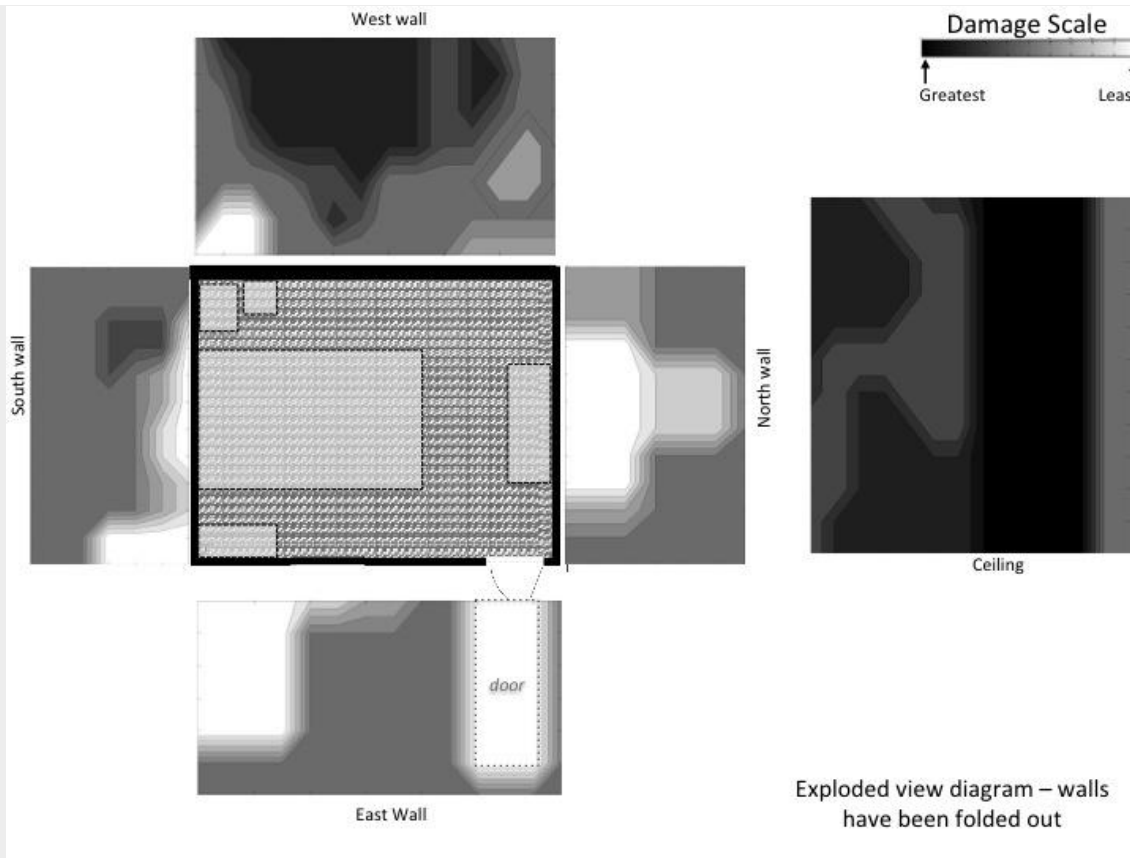 West wall
Damage Scale
Greatest
Leas
South wall
North wall
Ceiling
door
East Wall
Exploded view diagram – walls
have been folded out